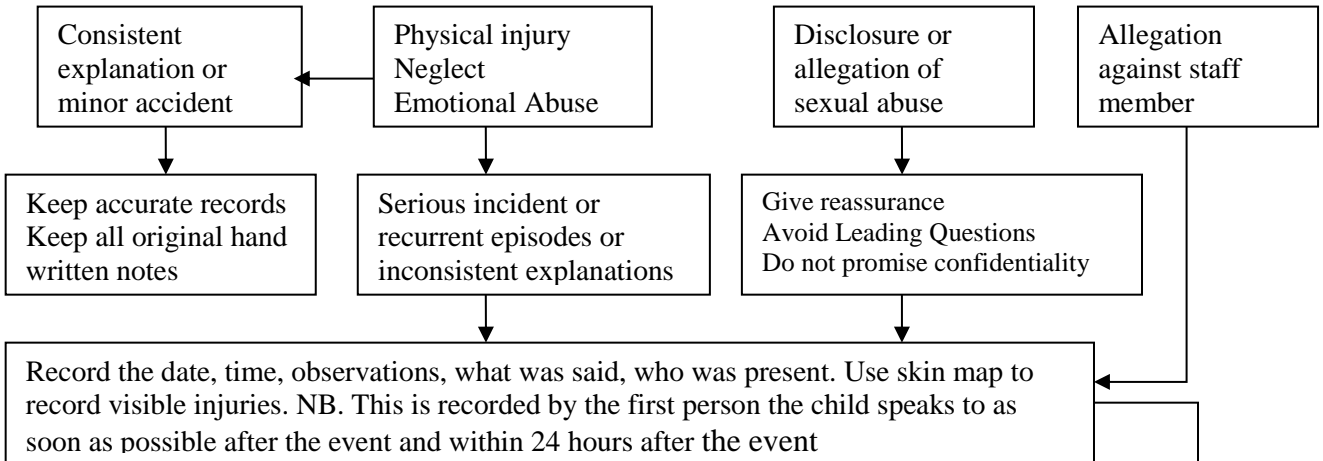 Consistent
explanation or
minor accident
Physical injury
Neglect
Emotional Abuse
Disclosure or
allegation of
sexual abuse
Allegation
against staff
member
Keep accurate records
Keep all original hand
written notes
Serious incident or
recurrent episodes or
inconsistent explanations
Give reassurance
Avoid Leading Questions
Do not promise confidentiality
Record the date, time, observations, what was said, who was present. Use skin map to
record visible injuries. NB. This is recorded by the first person the child speaks to as
soon as possible after the event and within 24 hours after the event